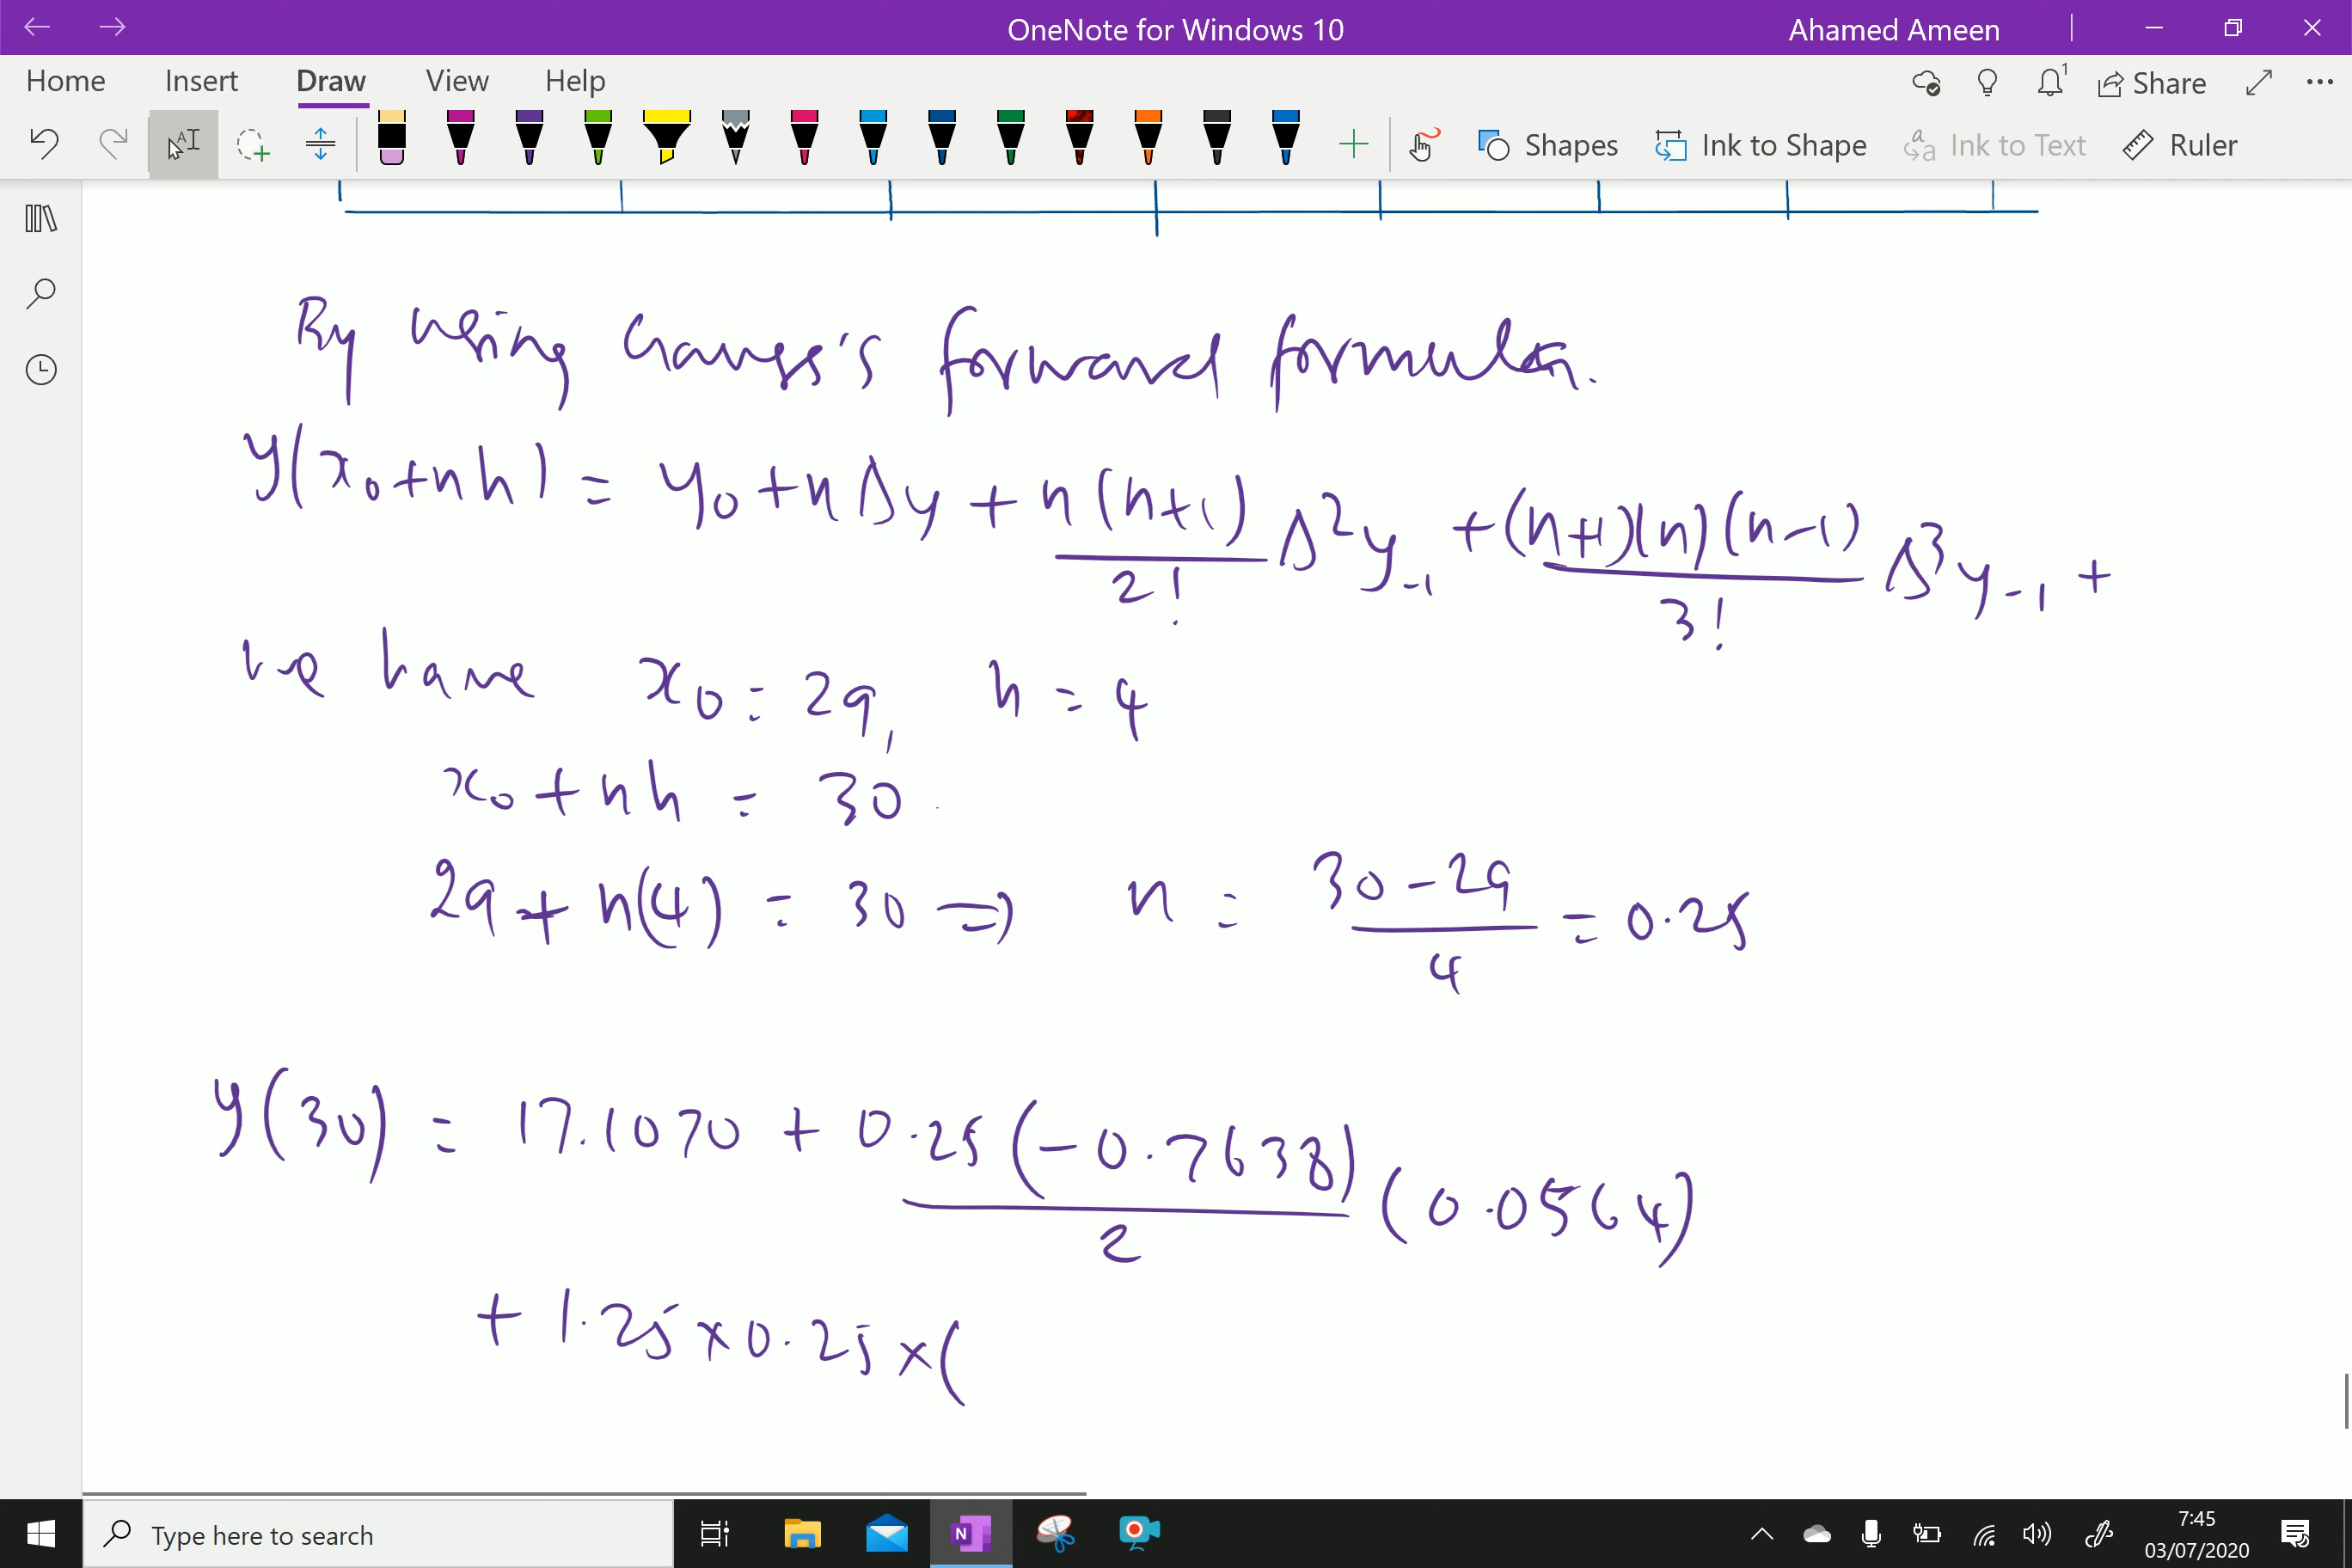 OneNote for Windows 10 Ahamed Ameen
Home Insert Draw View Help 1 Share
Shapes Ink to Shape Ink to Text Ruler
By using Gauss's forward formula.
y(x₀+nh) = y₀ + nΔy + n(n+1)/2! Δ²y₋₁ + (n+1)(n)(n-1)/3! Δ³y₋₁ +
we have x₀ = 29, h = 4
x₀ + nh = 30.
29 + n(4) = 30 ⇒ n = 30-29/4 = 0.25
y(30) = 17.1070 + 0.25(-0.7638)/2 (0.0564)
+ 1.25 × 0.25 × (
Type here to search
N
7:45
03/07/2020